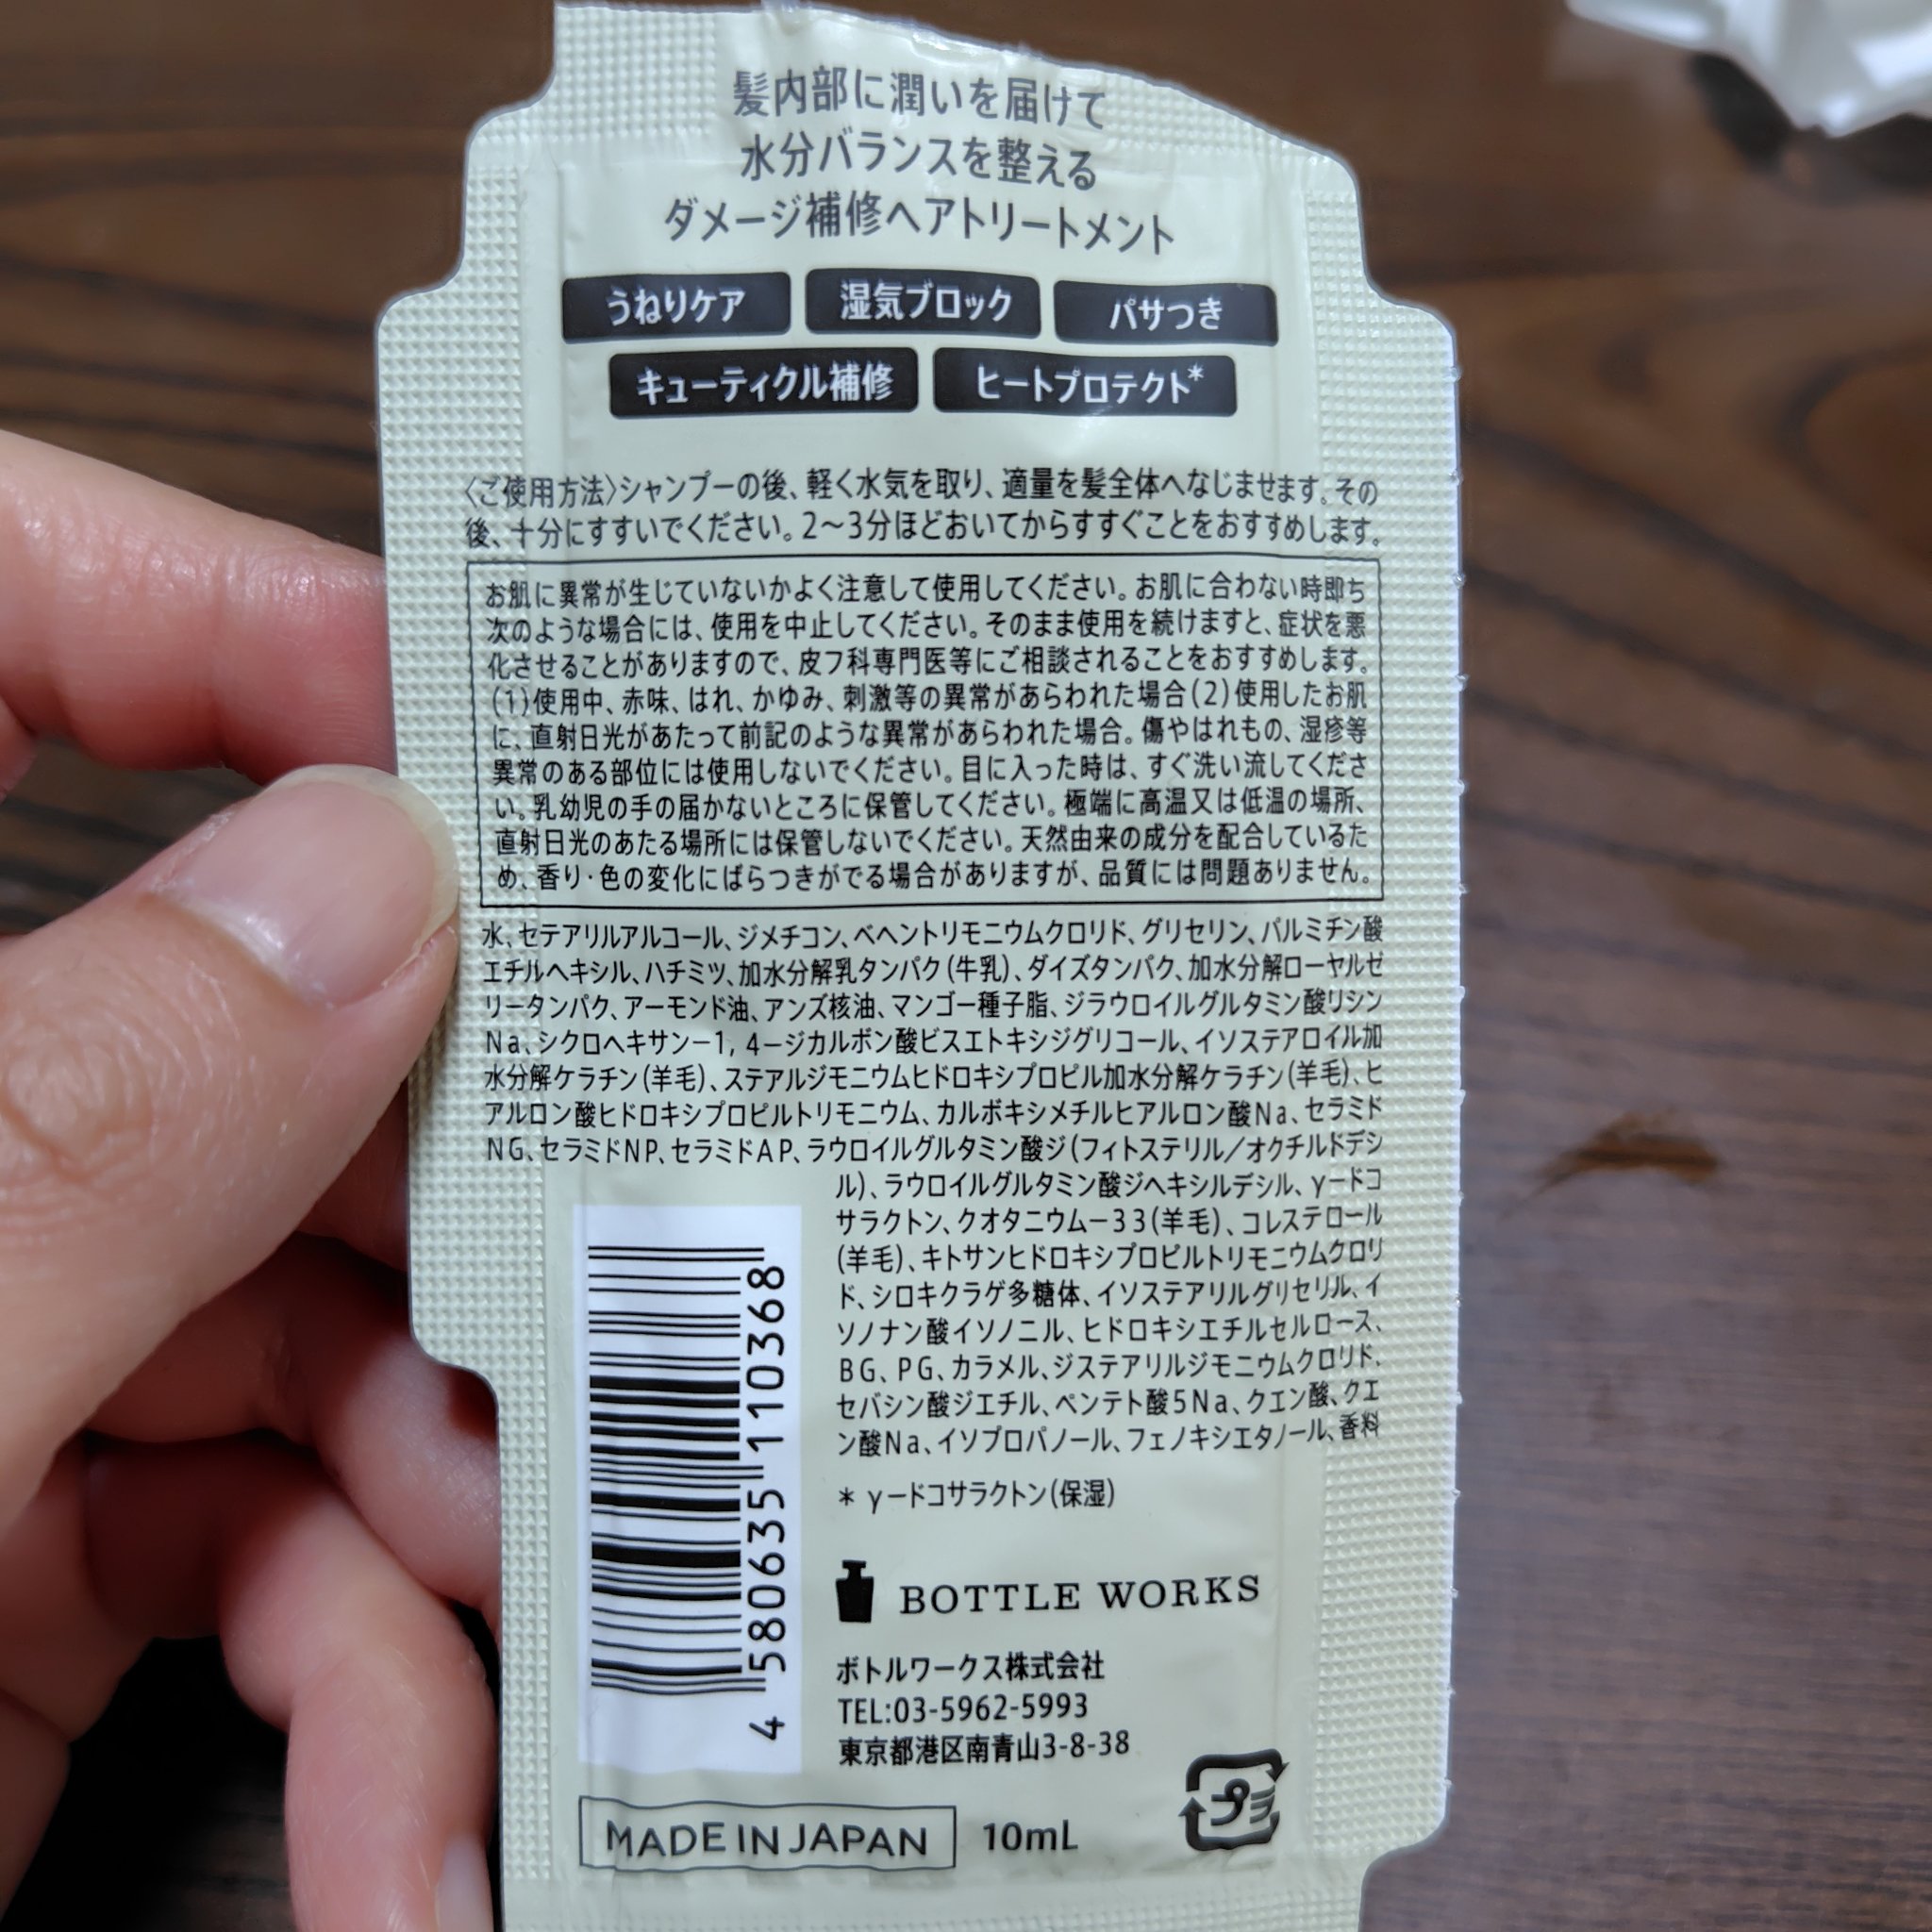 髪内部に潤いを届けて
水分バランスを整える
ダメージ補修ヘアトリートメント
うねりケア 湿気ブロック パサつき
キューティクル補修 ヒートプロテクト*
〈ご使用方法〉シャンプーの後、軽く水気を取り、適量を髪全体へなじませます。その
後、十分にすすいでください。2～3分ほどおいてからすすぐことをおすすめします。
お肌に異常が生じていないかよく注意して使用してください。お肌に合わない時即ち
次のような場合には、使用を中止してください。そのまま使用を続けますと、症状を悪
化させることがありますので、皮フ科専門医等にご相談されることをおすすめします。
(1)使用中、赤味、はれ、かゆみ、刺激等の異常があらわれた場合(2)使用したお肌
に、直射日光があたって前記のような異常があらわれた場合。傷やはれもの、湿疹等
異常のある部位には使用しないでください。目に入った時は、すぐ洗い流してくださ
い。乳幼児の手の届かないところに保管してください。極端に高温又は低温の場所、
直射日光のあたる場所には保管しないでください。天然由来の成分を配合しているた
め、香り・色の変化にばらつきがでる場合がありますが、品質には問題ありません。
水、セテアリルアルコール、ジメチコン、ベヘントリモニウムクロリド、グリセリン、パルミチン酸
エチルヘキシル、ハチミツ、加水分解乳タンパク(牛乳)、ダイズタンパク、加水分解ローヤルゼ
リータンパク、アーモンド油、アンズ核油、マンゴー種子脂、ジラウロイルグルタミン酸リシン
Na、シクロヘキサン－1, 4－ジカルボン酸ビスエトキシジグリコール、イソステアロイル加
水分解ケラチン(羊毛)、ステアルジモニウムヒドロキシプロピル加水分解ケラチン(羊毛)、ヒ
アルロン酸ヒドロキシプロピルトリモニウム、カルボキシメチルヒアルロン酸Na、セラミド
NG、セラミドNP、セラミドAP、ラウロイルグルタミン酸ジ(フィトステリル／オクチルドデシ
ル)、ラウロイルグルタミン酸ジヘキシルデシル、γ－ドコ
サラクトン、クオタニウム－33(羊毛)、コレステロール
(羊毛)、キトサンヒドロキシプロピルトリモニウムクロリ
ド、シロキクラゲ多糖体、イソステアリルグリセリル、イ
ソノナン酸イソノニル、ヒドロキシエチルセルロース、
BG、PG、カラメル、ジステアリルジモニウムクロリド、
セバシン酸ジエチル、ペンテト酸5Na、クエン酸、クエ
ン酸Na、イソプロパノール、フェノキシエタノール、香料
* γ－ドコサラクトン(保湿)
4 580635 110368
BOTTLE WORKS
ボトルワークス株式会社
TEL:03-5962-5993
東京都港区南青山3-8-38
MADE IN JAPAN 10mL
プラ